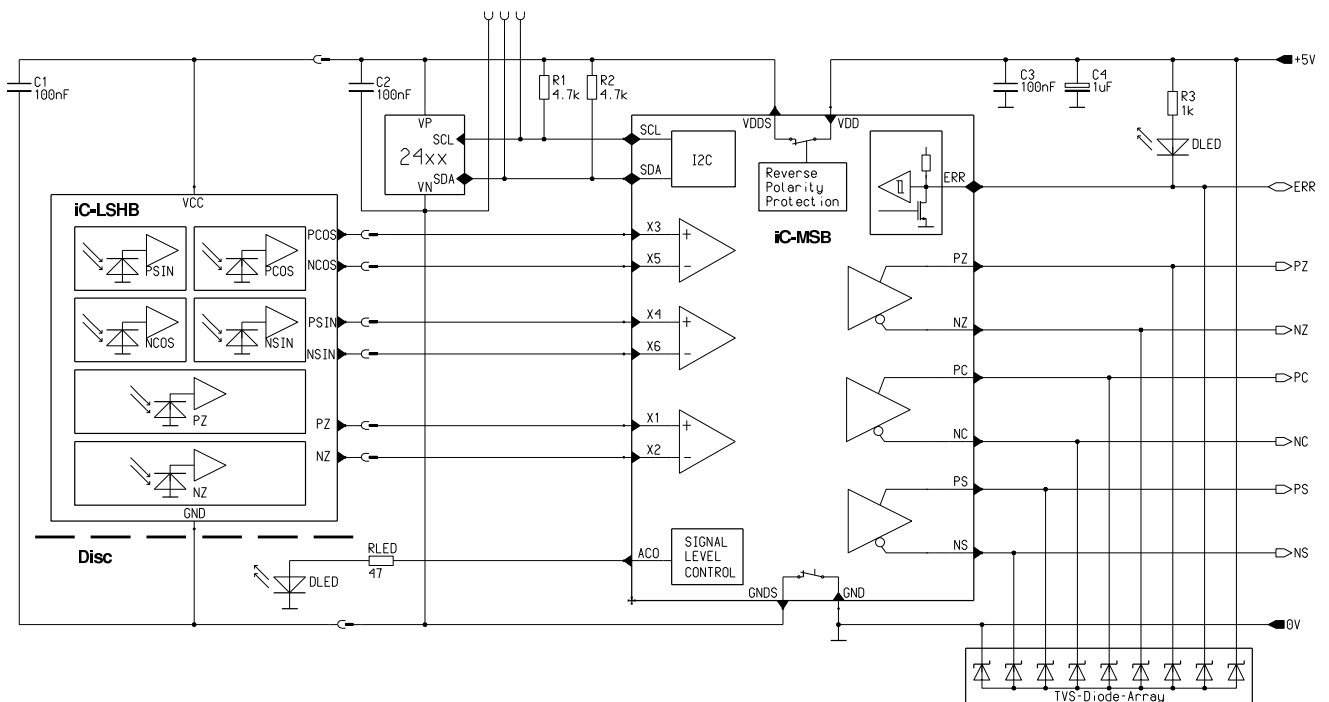 +5V
C1
100nF
C2
100nF
R1
4.7k
R2
4.7k
C3
100nF
C4
1uF
R3
1k
DLED
VP
SCL
24xx
SDA
VN
VDDS
VDD
SCL
I2C
SDA
Reverse
Polarity
Protection
ERR
ERR
VCC
iC-LSHB
iC-MSB
PSIN
PCOS
NCOS
NSIN
PZ
NZ
GND
PCOS
NCOS
PSIN
NSIN
PZ
NZ
X3
+
X5
-
X4
+
X6
-
X1
+
X2
-
PZ
PZ
NZ
NZ
PC
PC
NC
NC
PS
PS
NS
NS
Disc
DLED
RLED
47
ACO
SIGNAL
LEVEL
CONTROL
GNDS
GND
0V
TVS-Diode-Array